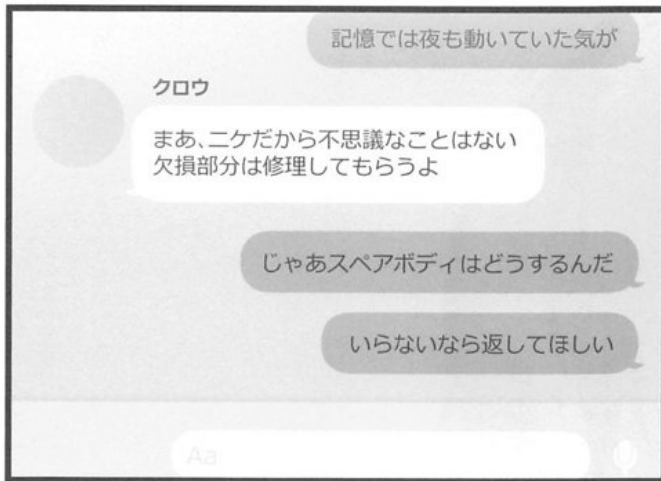 記憶では夜も動いていた気が
クロウ
まあ、ニケだから不思議なことはない
欠損部分は修理してもらうよ
じゃあスペアボディはどうするんだ
いらないなら返してほしい
Aa